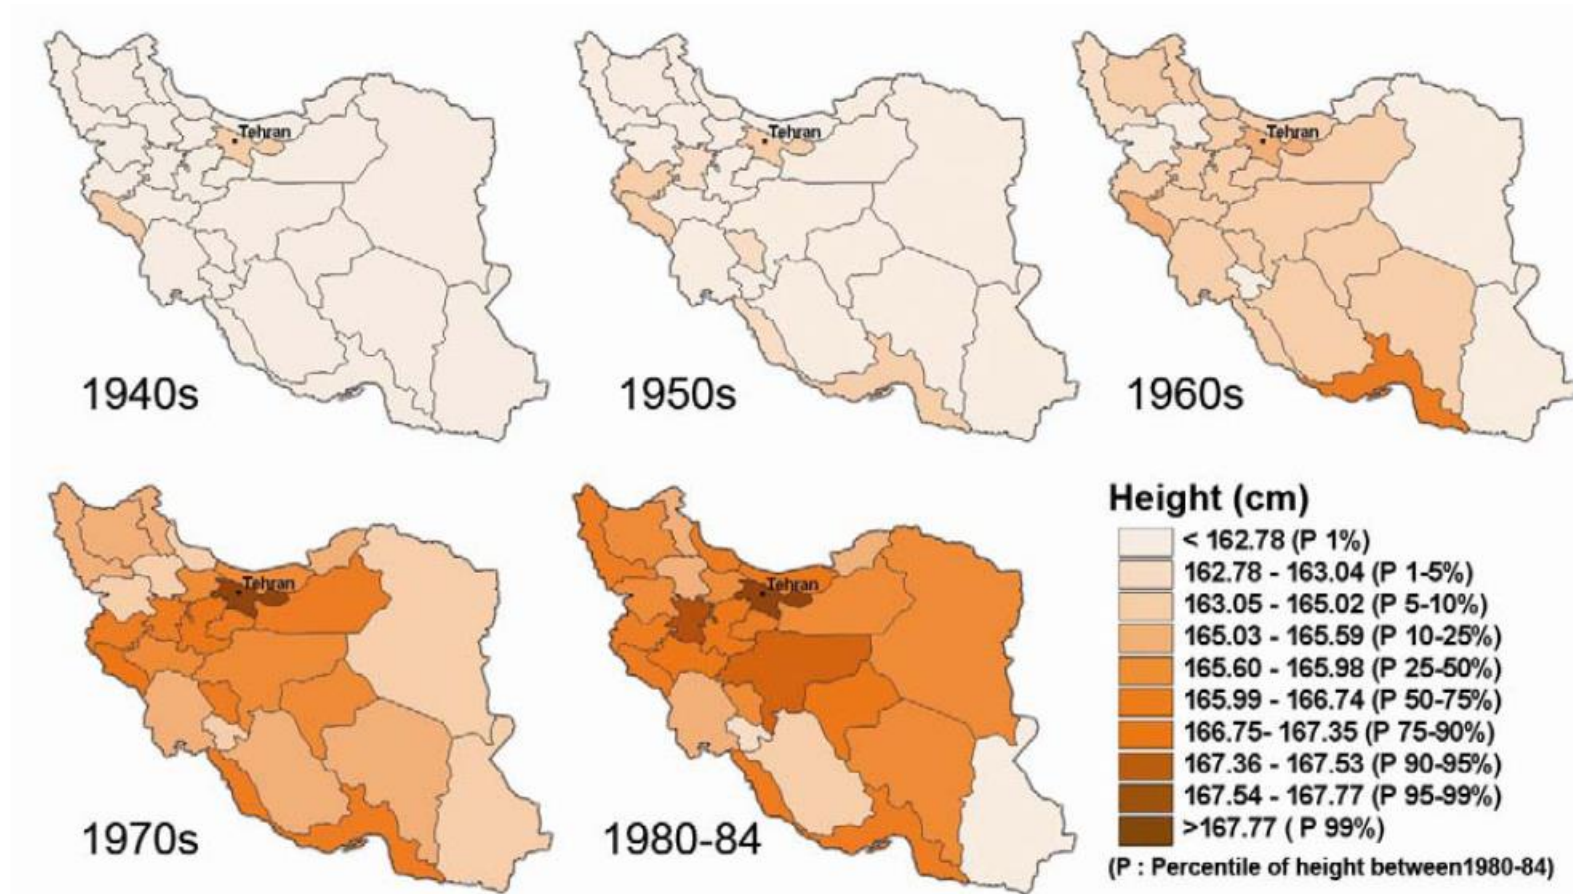 Tehran
1940s
Tehran
1950s
Tehran
1960s
Tehran
1970s
Tehran
1980-84
Height (cm)
< 162.78 (P 1%)
162.78 - 163.04 (P 1-5%)
163.05 - 165.02 (P 5-10%)
165.03 - 165.59 (P 10-25%)
165.60 - 165.98 (P 25-50%)
165.99 - 166.74 (P 50-75%)
166.75- 167.35 (P 75-90%)
167.36 - 167.53 (P 90-95%)
167.54 - 167.77 (P 95-99%)
>167.77 ( P 99%)
(P : Percentile of height between1980-84)